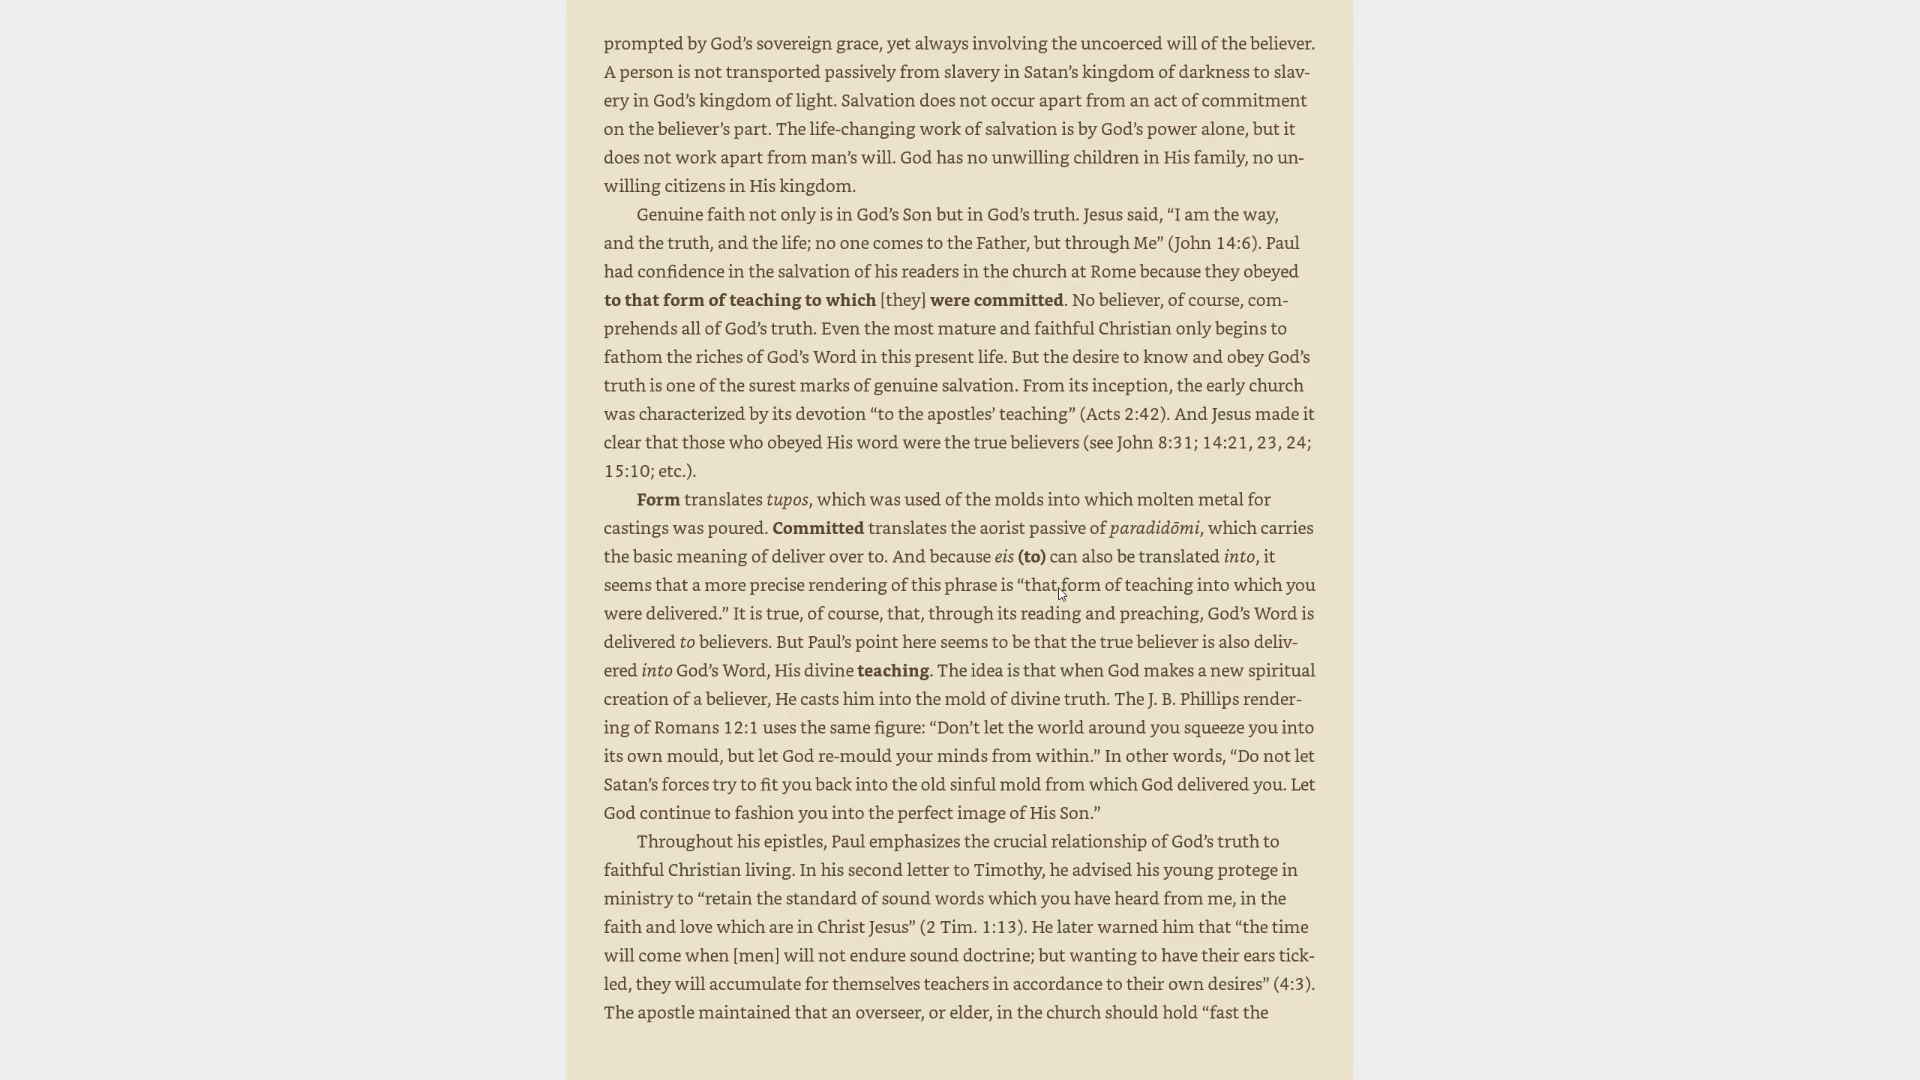 prompted by God’s sovereign grace, yet always involving the uncoerced will of the believer.
A person is not transported passively from slavery in Satan’s kingdom of darkness to slav-
ery in God’s kingdom of light. Salvation does not occur apart from an act of commitment
on the believer’s part. The life-changing work of salvation is by God’s power alone, but it
does not work apart from man’s will. God has no unwilling children in His family, no un-
willing citizens in His kingdom.
Genuine faith not only is in God’s Son but in God’s truth. Jesus said, “I am the way,
and the truth, and the life; no one comes to the Father, but through Me” (John 14:6). Paul
had confidence in the salvation of his readers in the church at Rome because they obeyed
to that form of teaching to which [they] were committed. No believer, of course, com-
prehends all of God’s truth. Even the most mature and faithful Christian only begins to
fathom the riches of God’s Word in this present life. But the desire to know and obey God’s
truth is one of the surest marks of genuine salvation. From its inception, the early church
was characterized by its devotion “to the apostles’ teaching” (Acts 2:42). And Jesus made it
clear that those who obeyed His word were the true believers (see John 8:31; 14:21, 23, 24;
15:10; etc.).
Form translates tupos, which was used of the molds into which molten metal for
castings was poured. Committed translates the aorist passive of paradidōmi, which carries
the basic meaning of deliver over to. And because eis (to) can also be translated into, it
seems that a more precise rendering of this phrase is “that form of teaching into which you
were delivered.” It is true, of course, that, through its reading and preaching, God’s Word is
delivered to believers. But Paul’s point here seems to be that the true believer is also deliv-
ered into God’s Word, His divine teaching. The idea is that when God makes a new spiritual
creation of a believer, He casts him into the mold of divine truth. The J. B. Phillips render-
ing of Romans 12:1 uses the same figure: “Don’t let the world around you squeeze you into
its own mould, but let God re-mould your minds from within.” In other words, “Do not let
Satan’s forces try to fit you back into the old sinful mold from which God delivered you. Let
God continue to fashion you into the perfect image of His Son.”
Throughout his epistles, Paul emphasizes the crucial relationship of God’s truth to
faithful Christian living. In his second letter to Timothy, he advised his young protege in
ministry to “retain the standard of sound words which you have heard from me, in the
faith and love which are in Christ Jesus” (2 Tim. 1:13). He later warned him that “the time
will come when [men] will not endure sound doctrine; but wanting to have their ears tick-
led, they will accumulate for themselves teachers in accordance to their own desires” (4:3).
The apostle maintained that an overseer, or elder, in the church should hold “fast the